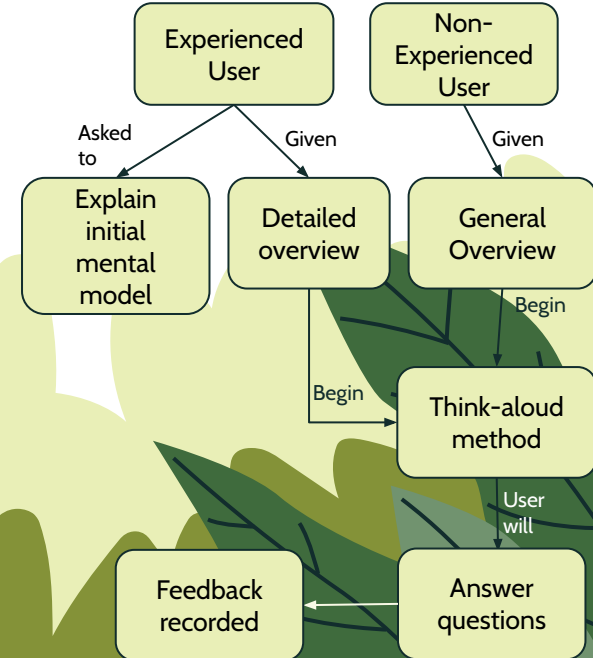 Experienced
User
Non-
Experienced
User
Asked
to
Given
Given
Explain
initial
mental
model
Detailed
overview
General
Overview
Begin
Begin
Think-aloud
method
User
will
Feedback
recorded
Answer
questions